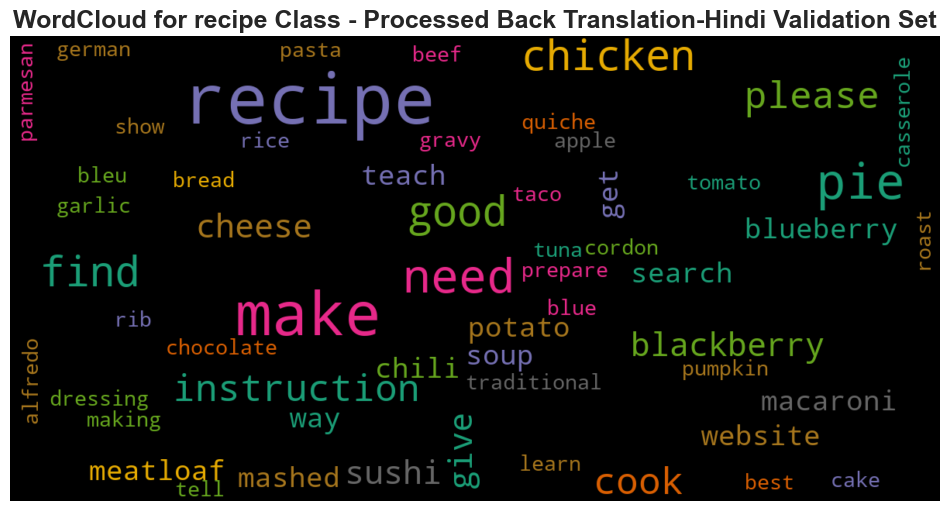 WordCloud for recipe Class - Processed Back Translation-Hindi Validation Set
parmesan
german
pasta
beef
chicken
casserole
recipe
please
show
rice
gravy
quiche
apple
bleu
bread
teach
taco
get
tomato
pie
garlic
cheese
good
blueberry
roast
tuna
cordon
find
need
prepare
search
make
blue
rib
potato
blackberry
chocolate
soup
alfredo
chili
pumpkin
instruction
traditional
dressing
macaroni
making
way
give
website
meatloaf
mashed
sushi
learn
cook
best
cake
tell